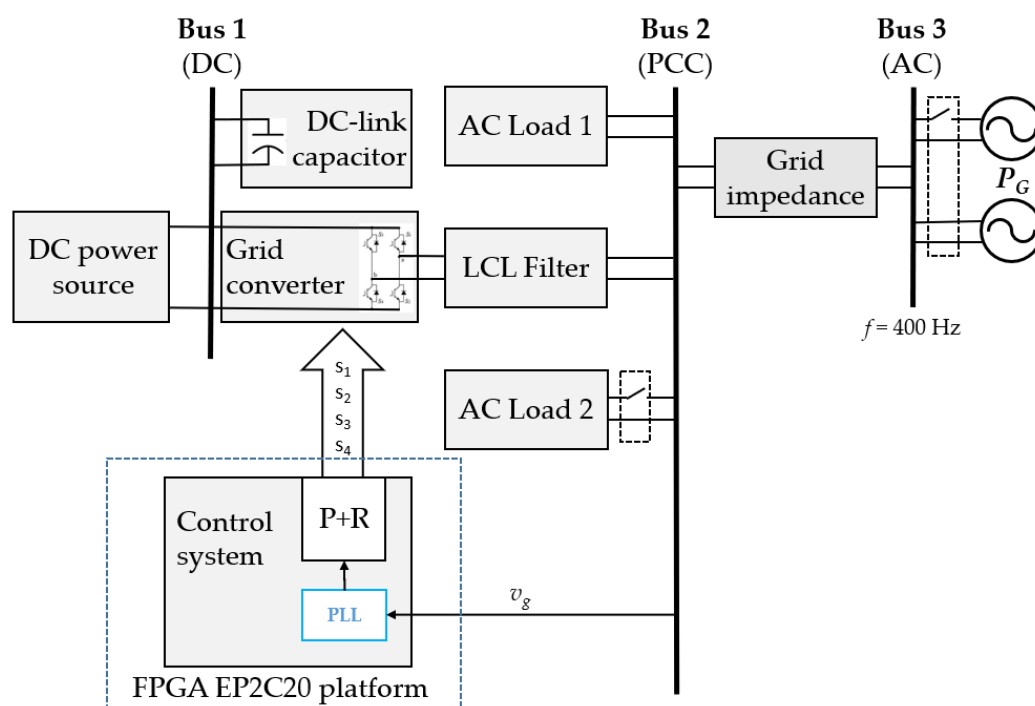 Bus 1
(DC)
Bus 2
(PCC)
Bus 3
(AC)
DC-link
capacitor
AC Load 1
Grid
impedance
P_G
DC power
source
Grid
converter
LCL Filter
f = 400 Hz
s₁
s₂
s₃
s₄
AC Load 2
Control
system
P+R
PLL
v_g
FPGA EP2C20 platform